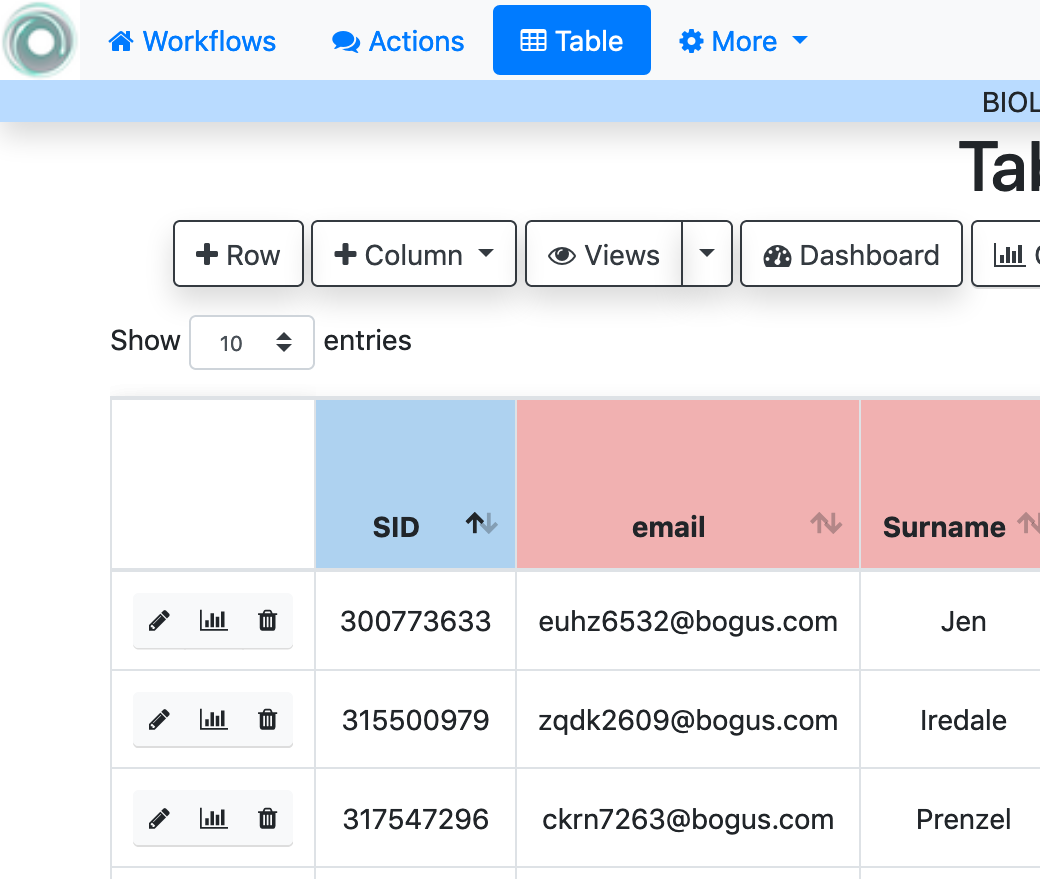 Workflows Actions Table More
BIOL
Tab
Row Column Views Dashboard
Show 10 entries
SID email Surname
300773633 euhz6532@bogus.com Jen
315500979 zqdk2609@bogus.com Iredale
317547296 ckrn7263@bogus.com Prenzel